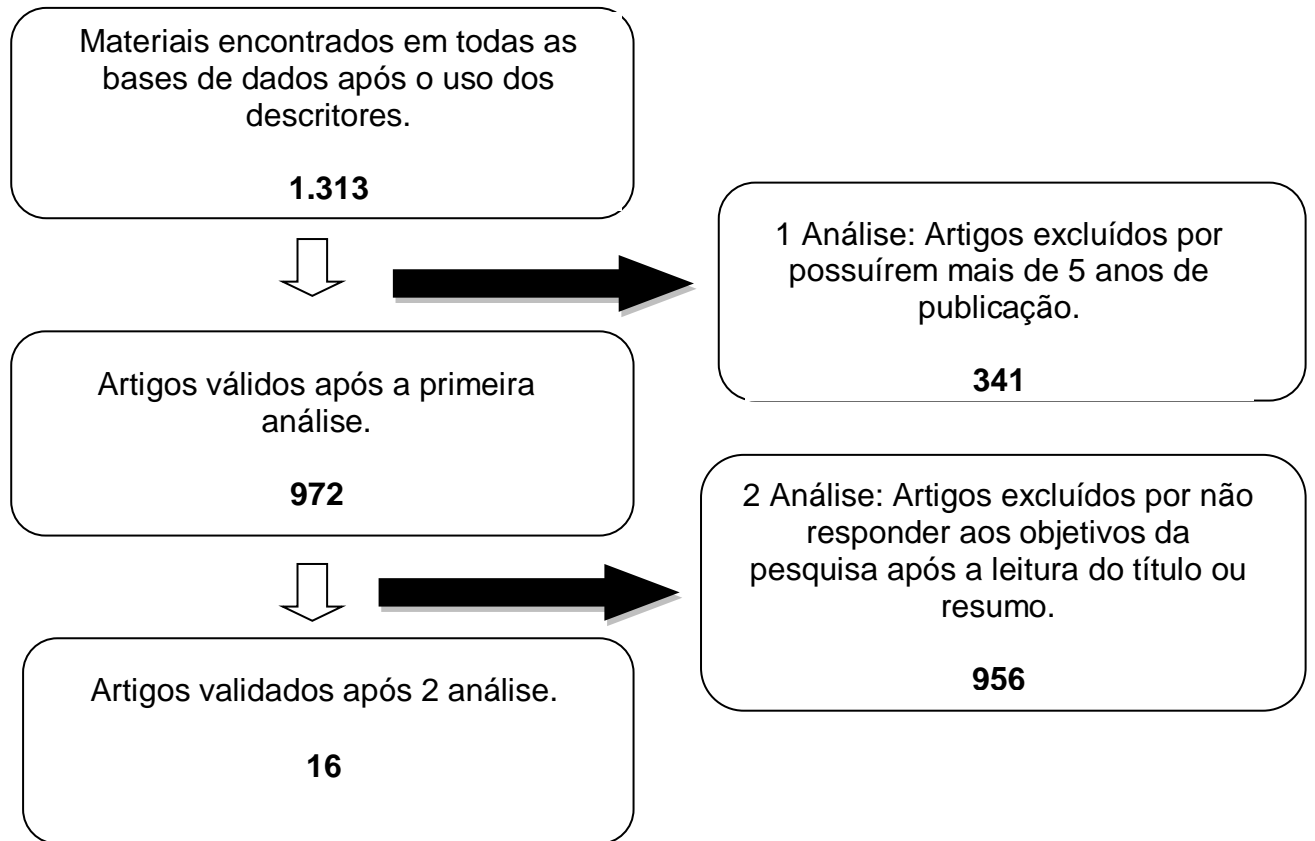 Materiais encontrados em todas as
bases de dados após o uso dos
descritores.
1.313
1 Análise: Artigos excluídos por
possuírem mais de 5 anos de
publicação.
341
Artigos válidos após a primeira
análise.
972
2 Análise: Artigos excluídos por não
responder aos objetivos da
pesquisa após a leitura do título ou
resumo.
956
Artigos validados após 2 análise.
16